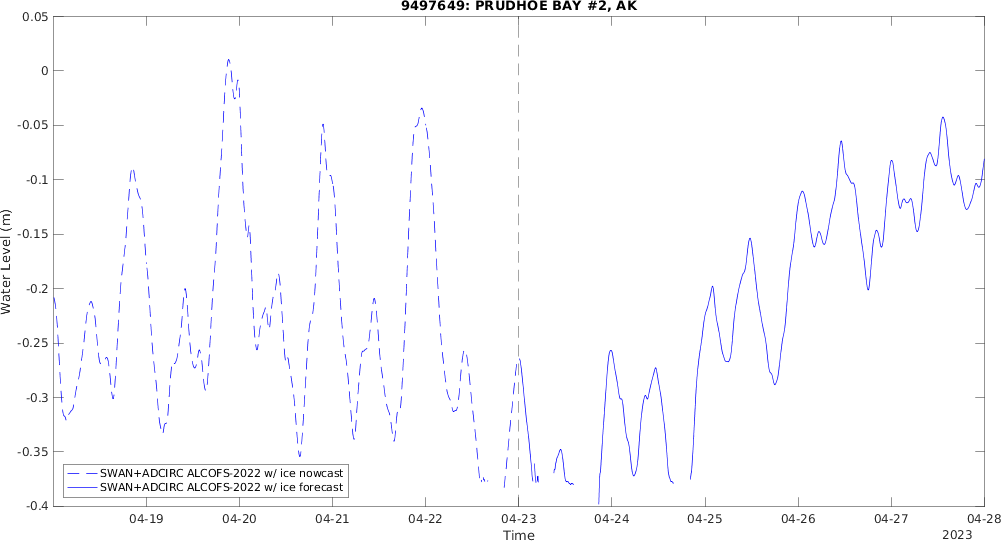 9497649: PRUDHOE BAY #2, AK
0.05
0
-0.05
-0.1
-0.15
-0.2
-0.25
-0.3
-0.35
-0.4
Water Level (m)
SWAN+ADCIRC ALCOFS-2022 w/ ice nowcast
SWAN+ADCIRC ALCOFS-2022 w/ ice forecast
04-19 04-20 04-21 04-22 04-23 04-24 04-25 04-26 04-27 04-28
Time
2023